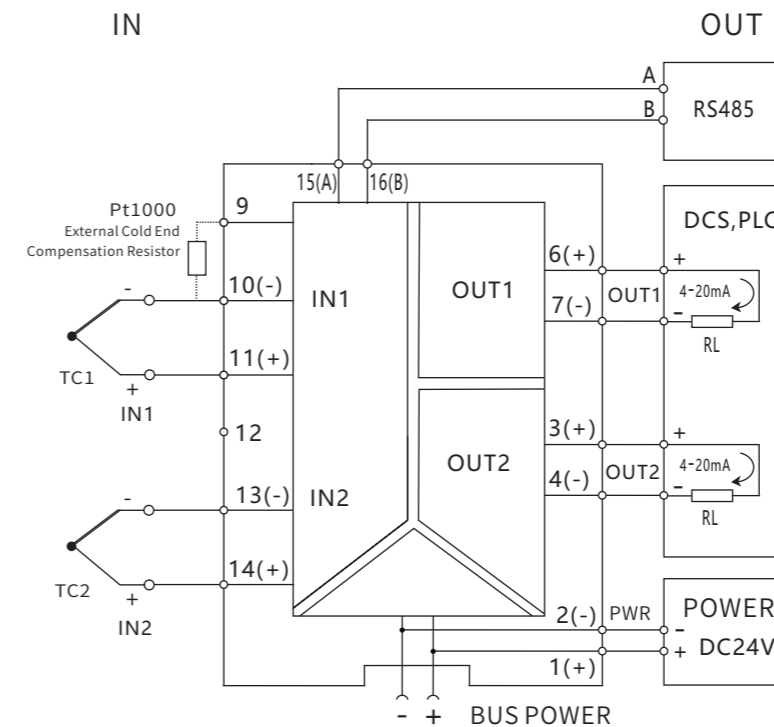 IN
OUT
A
B
RS485
15(A)
16(B)
Pt1000
External Cold End
Compensation Resistor
9
10(-)
IN1
11(+)
-
+
TC1
IN1
12
13(-)
IN2
14(+)
-
+
TC2
IN2
OUT1
OUT2
6(+)
7(-)
OUT1
3(+)
4(-)
OUT2
DCS,PLC
+
4-20mA
-
RL
+
4-20mA
-
RL
2(-)
PWR
1(+)
POWER
-
+
DC24V
- + BUS POWER